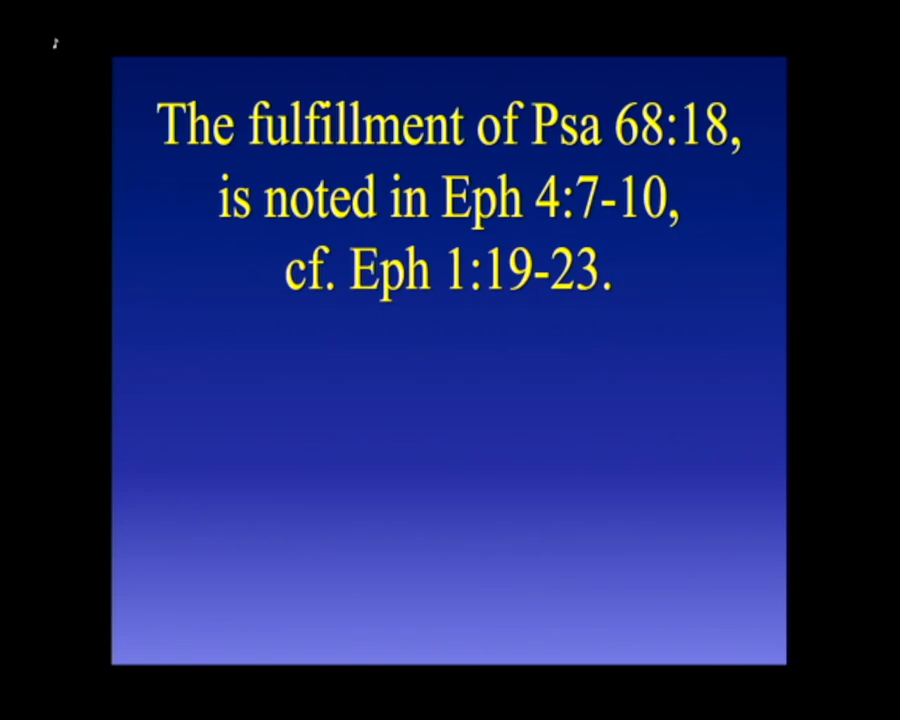 The fulfillment of Psa 68:18,
is noted in Eph 4:7-10,
cf. Eph 1:19-23.